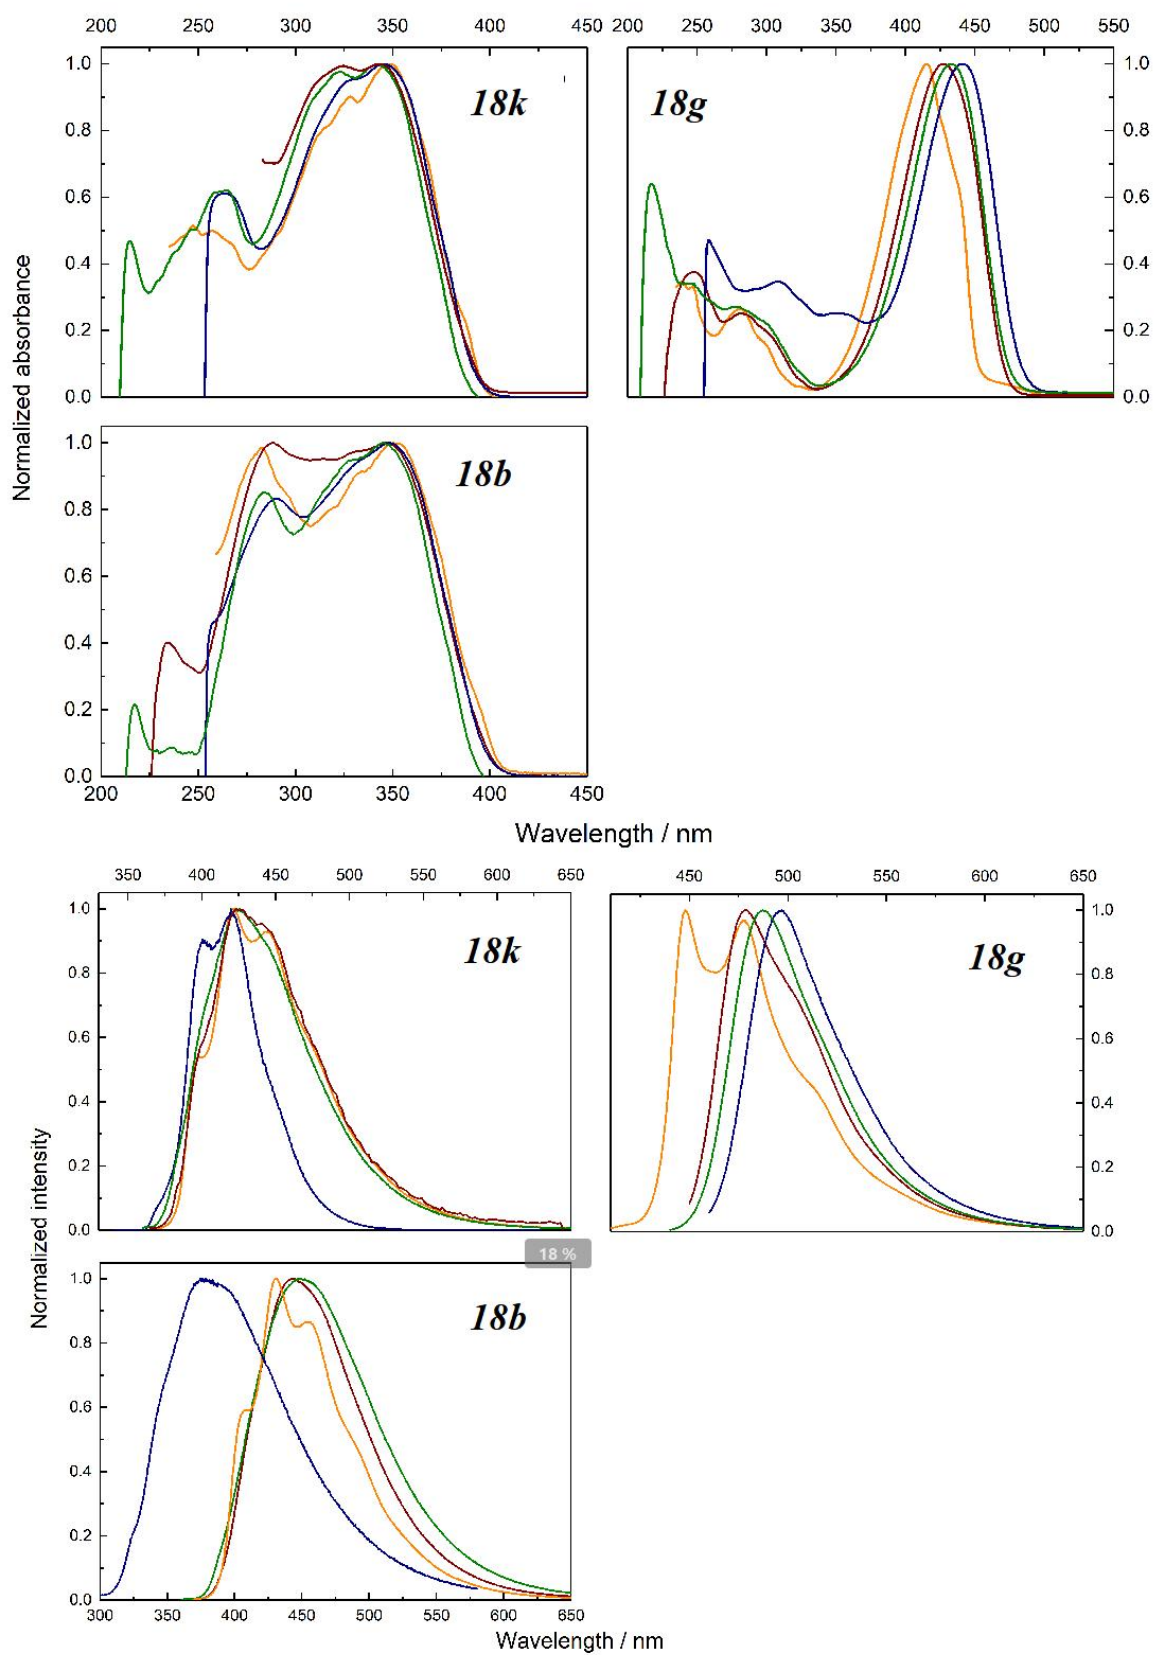 200 250 300 350 400 450
200 250 300 350 400 450 500 550
1.0
0.8
0.6
0.4
0.2
0.0
18k
18g
1.0
0.8
0.6
0.4
0.2
0.0
Normalized absorbance
1.0
0.8
0.6
0.4
0.2
0.0
18b
200 250 300 350 400 450
Wavelength / nm
350 400 450 500 550 600 650
450 500 550 600 650
1.0
0.8
0.6
0.4
0.2
0.0
18k
18g
1.0
0.8
0.6
0.4
0.2
0.0
Normalized intensity
18 %
1.0
0.8
0.6
0.4
0.2
0.0
18b
300 350 400 450 500 550 600 650
Wavelength / nm